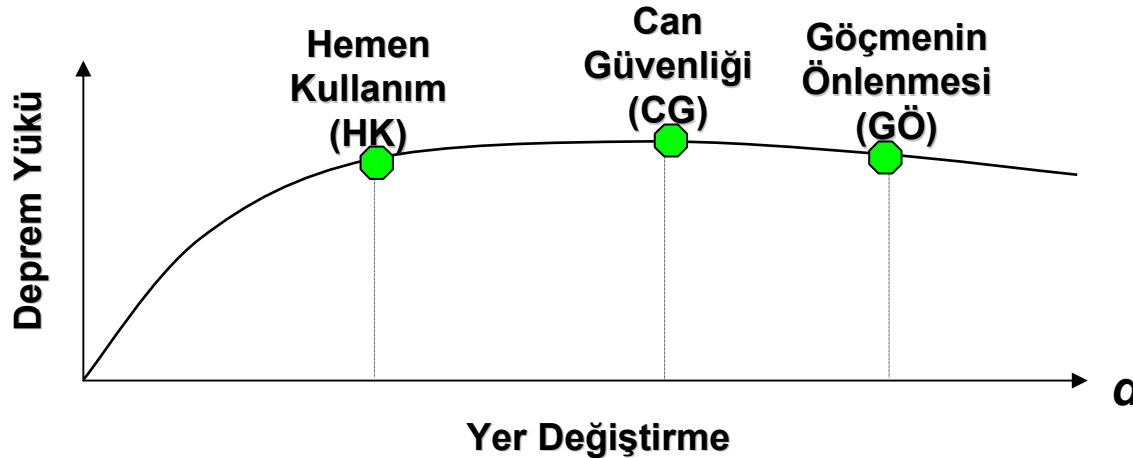 Hemen
Kullanım
(HK)
Can
Güvenliği
(CG)
Göçmenin
Önlenmesi
(GÖ)
Deprem Yükü
Yer Değiştirme